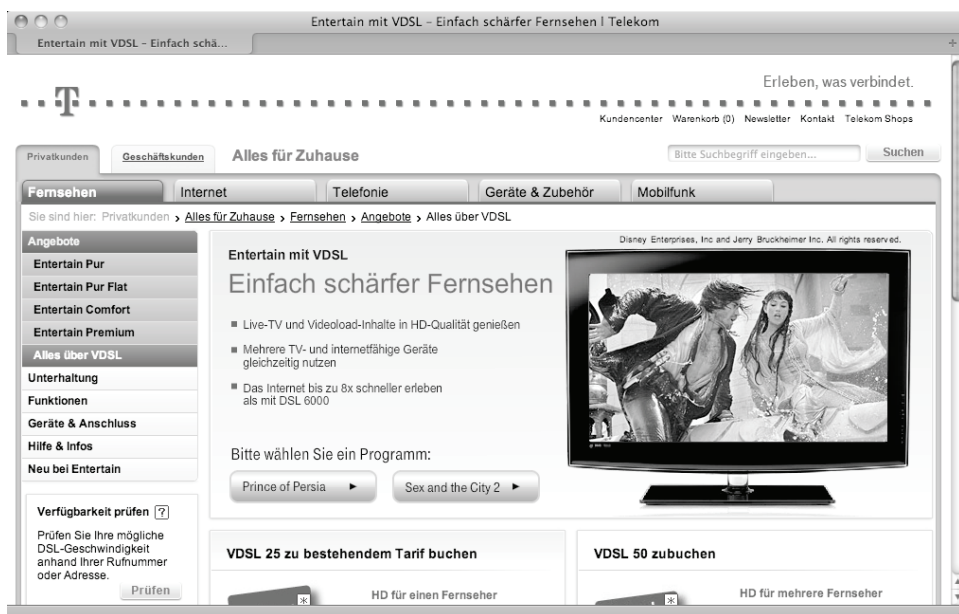 Entertain mit VDSL – Einfach schärfer Fernsehen | Telekom
Entertain mit VDSL – Einfach schä...
Erleben, was verbindet.
T
Kundencenter Warenkorb (0) Newsletter Kontakt Telekom Shops
Privatkunden Geschäftskunden Alles für Zuhause Bitte Suchbegriff eingeben... Suchen
Fernsehen Internet Telefonie Geräte & Zubehör Mobilfunk
Sie sind hier: Privatkunden › Alles für Zuhause › Fernsehen › Angebote › Alles über VDSL
Angebote
Entertain Pur
Entertain Pur Flat
Entertain Comfort
Entertain Premium
Alles über VDSL
Unterhaltung
Funktionen
Geräte & Anschluss
Hilfe & Infos
Neu bei Entertain
Verfügbarkeit prüfen ?
Prüfen Sie Ihre mögliche
DSL-Geschwindigkeit
anhand Ihrer Rufnummer
oder Adresse.
Prüfen
Disney Enterprises, Inc and Jerry Bruckheimer Inc. All rights reserved.
Entertain mit VDSL
Einfach schärfer Fernsehen
Live-TV und Videoload-Inhalte in HD-Qualität genießen
Mehrere TV- und internetfähige Geräte
gleichzeitig nutzen
Das Internet bis zu 8x schneller erleben
als mit DSL 6000
Bitte wählen Sie ein Programm:
Prince of Persia ► Sex and the City 2 ►
VDSL 25 zu bestehendem Tarif buchen
HD für einen Fernseher
VDSL 50 zubuchen
HD für mehrere Fernseher